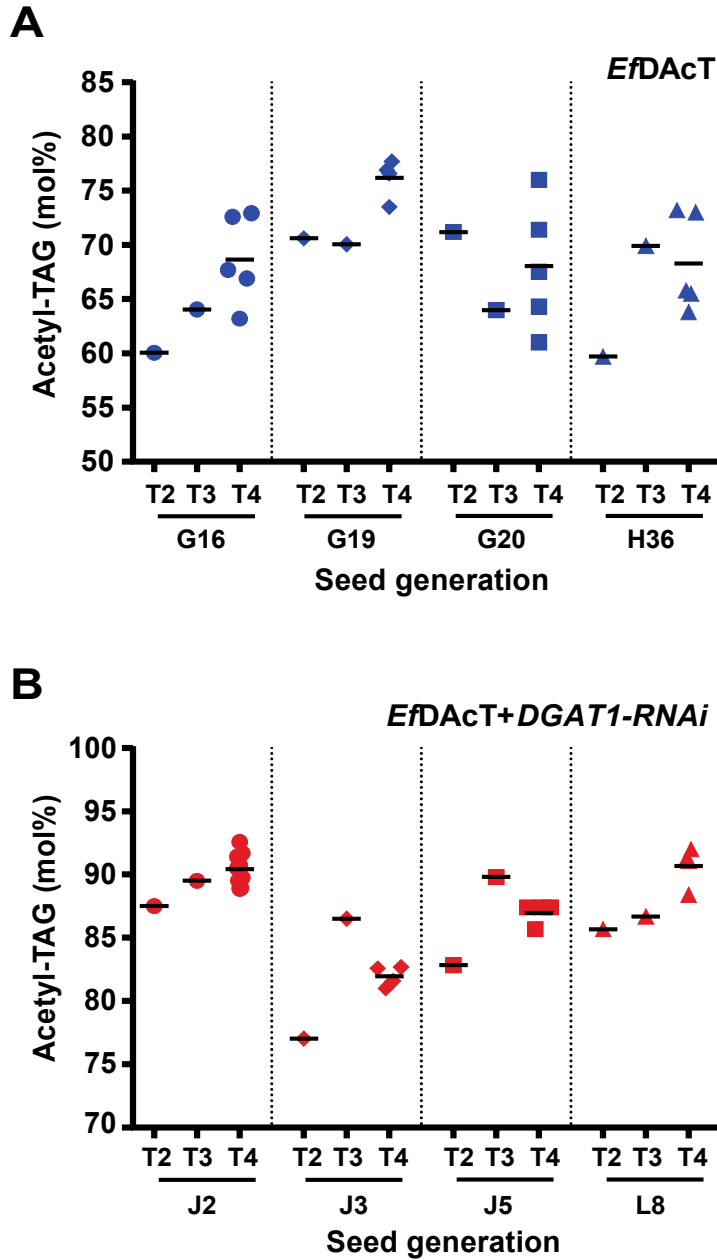 A
EfDAcT
85
80
75
70
65
60
55
50
Acetyl-TAG (mol%)
T2 T3 T4 T2 T3 T4 T2 T3 T4 T2 T3 T4
G16 G19 G20 H36
Seed generation
B
EfDAcT+DGAT1-RNAi
100
95
90
85
80
75
70
Acetyl-TAG (mol%)
T2 T3 T4 T2 T3 T4 T2 T3 T4 T2 T3 T4
J2 J3 J5 L8
Seed generation